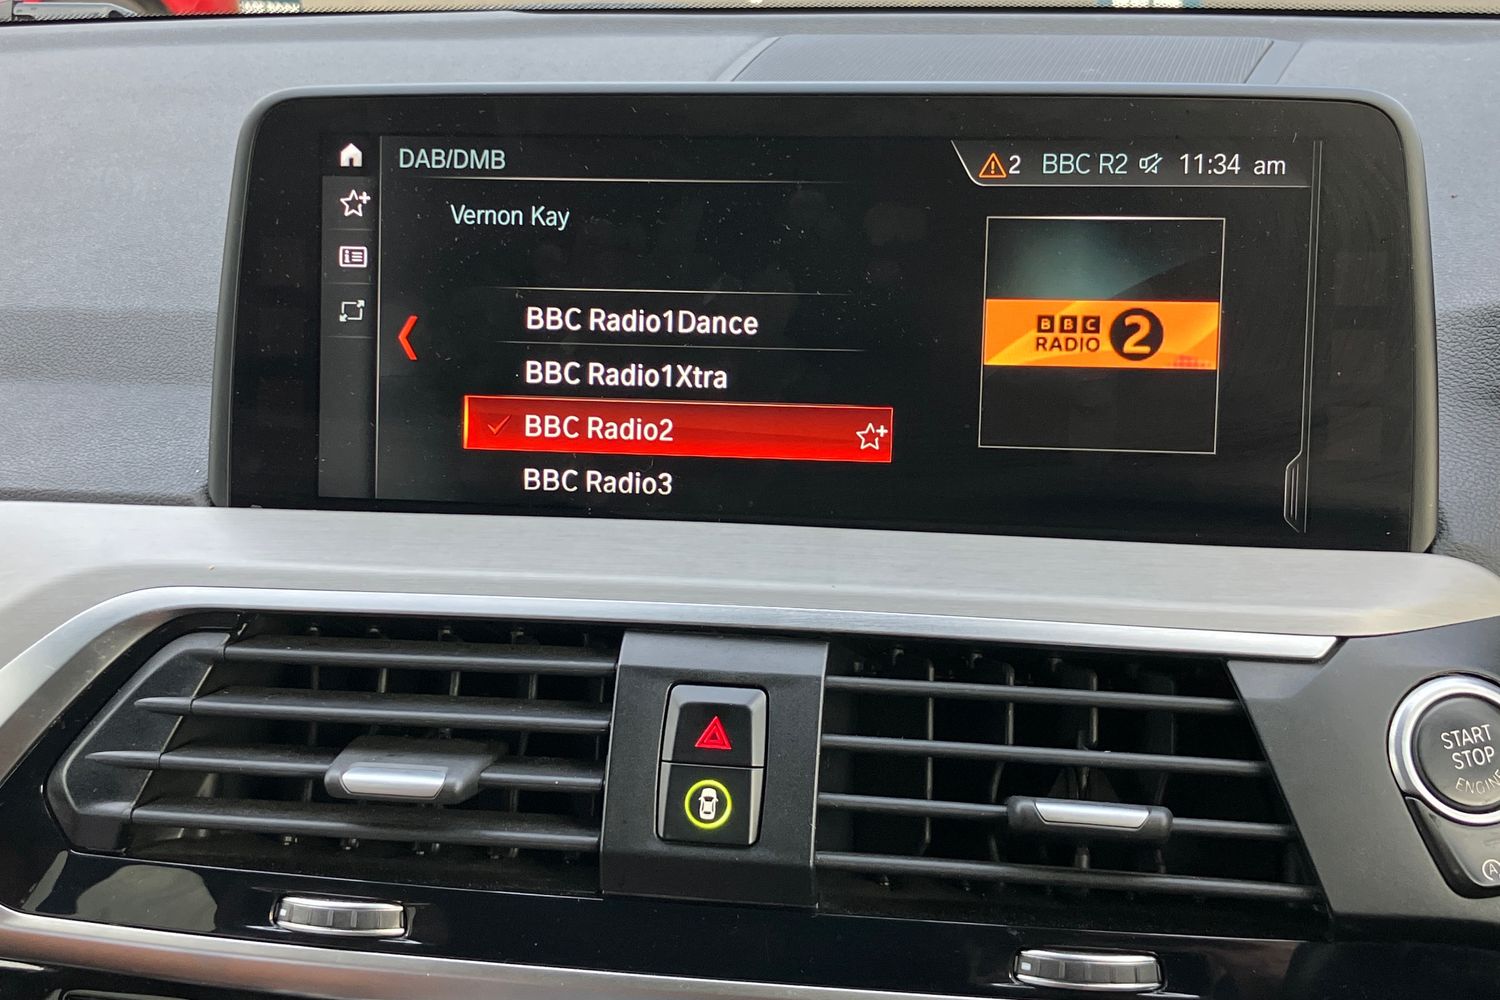 DAB/DMB
2 BBC R2 11:34 am
Vernon Kay
BBC Radio1Dance
BBC Radio1Xtra
BBC Radio2
BBC Radio3
BBC
RADIO 2
START
STOP
ENGINE
A